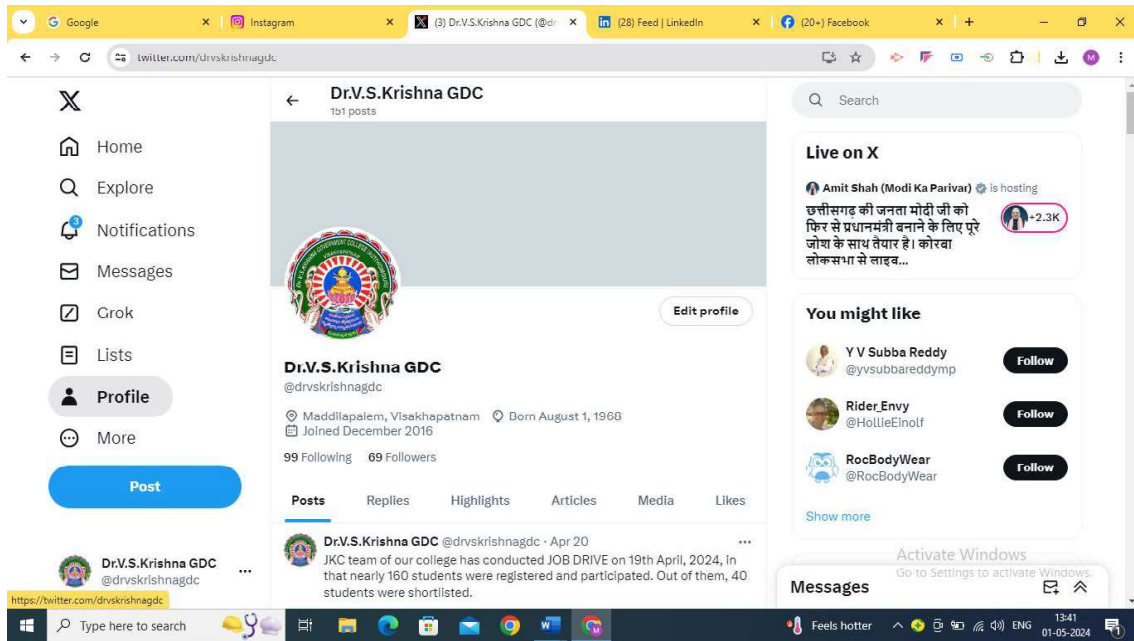 Google
Instagram
(3) Dr.V.S.Krishna GDC (@dr
(28) Feed | LinkedIn
(20+) Facebook
twitter.com/drvskrishnagdc
M
Home
Explore
3
Notifications
Messages
Grok
Lists
Profile
More
Post
Dr.V.S.Krishna GDC
@drvskrishnagdc
https://twitter.com/drvskrishnagdc
Dr.V.S.Krishna GDC
151 posts
Edit profile
Dr.V.S.Krishna GDC
@drvskrishnagdc
Maddilapalem, Visakhapatnam Born August 1, 1968
Joined December 2016
99 Following 69 Followers
Posts Replies Highlights Articles Media Likes
Dr.V.S.Krishna GDC @drvskrishnagdc · Apr 20
JKC team of our college has conducted JOB DRIVE on 19th April, 2024, in
that nearly 160 students were registered and participated. Out of them, 40
students were shortlisted.
Search
Live on X
Amit Shah (Modi Ka Parivar) is hosting
छत्तीसगढ़ की जनता मोदी जी को
फिर से प्रधानमंत्री बनाने के लिए पूरे
जोश के साथ तैयार है। कोरबा
लोकसभा से लाइव...
+2.3K
You might like
Y V Subba Reddy
@yvsubbareddymp
Follow
Rider_Envy
@HollieEinolf
Follow
RocBodyWear
@RocBodyWear
Follow
Show more
Activate Windows
Go to Settings to activate Windows.
Messages
Type here to search
Feels hotter
ENG
13:41
01-05-2024
1